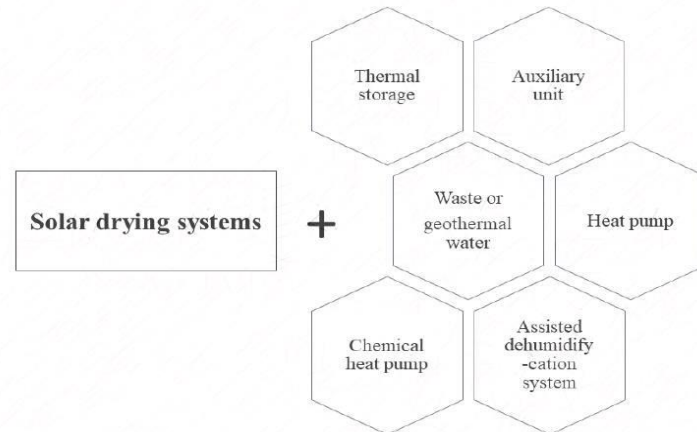 Thermal
storage
Auxiliary
unit
Solar drying systems
+
Waste or
geothermal
water
Heat pump
Chemical
heat pump
Assisted
dehumidify
-cation
system